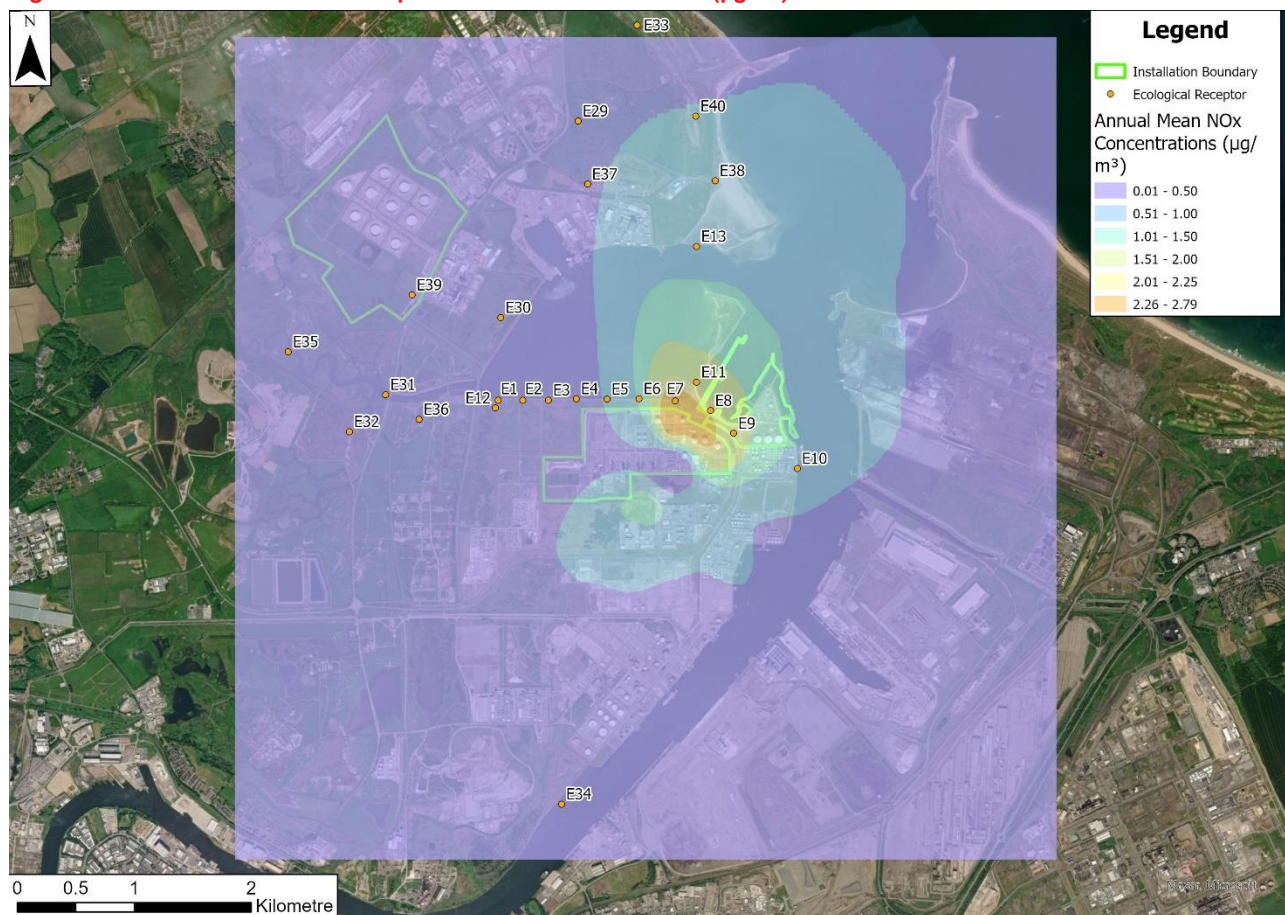 N
Legend
Installation Boundary
Ecological Receptor
Annual Mean NOx
Concentrations (µg/
m³)
0.01 - 0.50
0.51 - 1.00
1.01 - 1.50
1.51 - 2.00
2.01 - 2.25
2.26 - 2.79
E33
E29
E40
E37
E38
E13
E39
E30
E35
E31
E11
E12
E1
E2
E3
E4
E5
E6
E7
E8
E36
E32
E9
E10
E34
0 0.5 1 2
Kilometre
Maxar, Microsoft